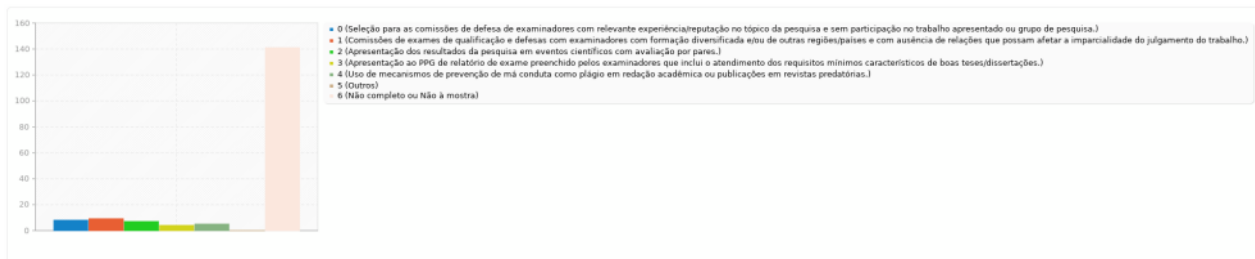 160
140
120
100
80
60
40
20
0
0 (Seleção para as comissões de defesa de examinadores com relevante experiência/reputação no tópico da pesquisa e sem participação no trabalho apresentado ou grupo de pesquisa.)
1 (Comissões de exames de qualificação e defesas com examinadores com formação diversificada e/ou de outras regiões/países e com ausência de relações que possam afetar a imparcialidade do julgamento do trabalho.)
2 (Apresentação dos resultados da pesquisa em eventos científicos com avaliação por pares.)
3 (Apresentação ao PPG de relatório de exame preenchido pelos examinadores que inclui o atendimento dos requisitos mínimos característicos de boas teses/dissertações.)
4 (Uso de mecanismos de prevenção de má conduta como plágio em redação acadêmica ou publicações em revistas predatórias.)
5 (Outros)
6 (Não completo ou Não à mostra)